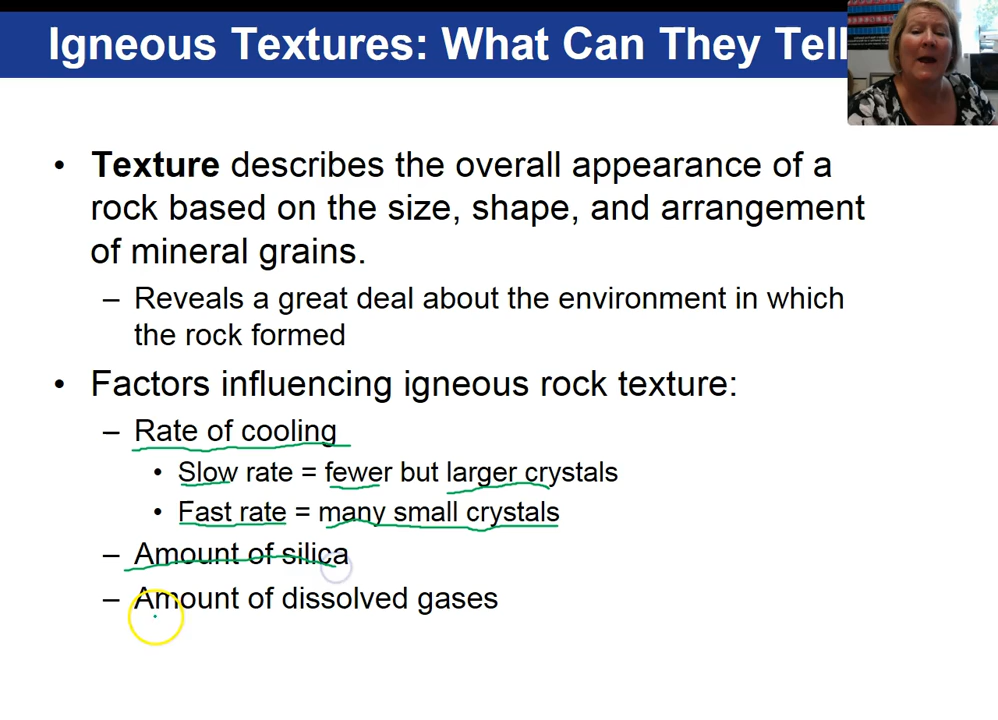 Igneous Textures: What Can They Tell
• Texture describes the overall appearance of a
rock based on the size, shape, and arrangement
of mineral grains.
– Reveals a great deal about the environment in which
the rock formed
• Factors influencing igneous rock texture:
– Rate of cooling
• Slow rate = fewer but larger crystals
• Fast rate = many small crystals
– Amount of silica
– Amount of dissolved gases